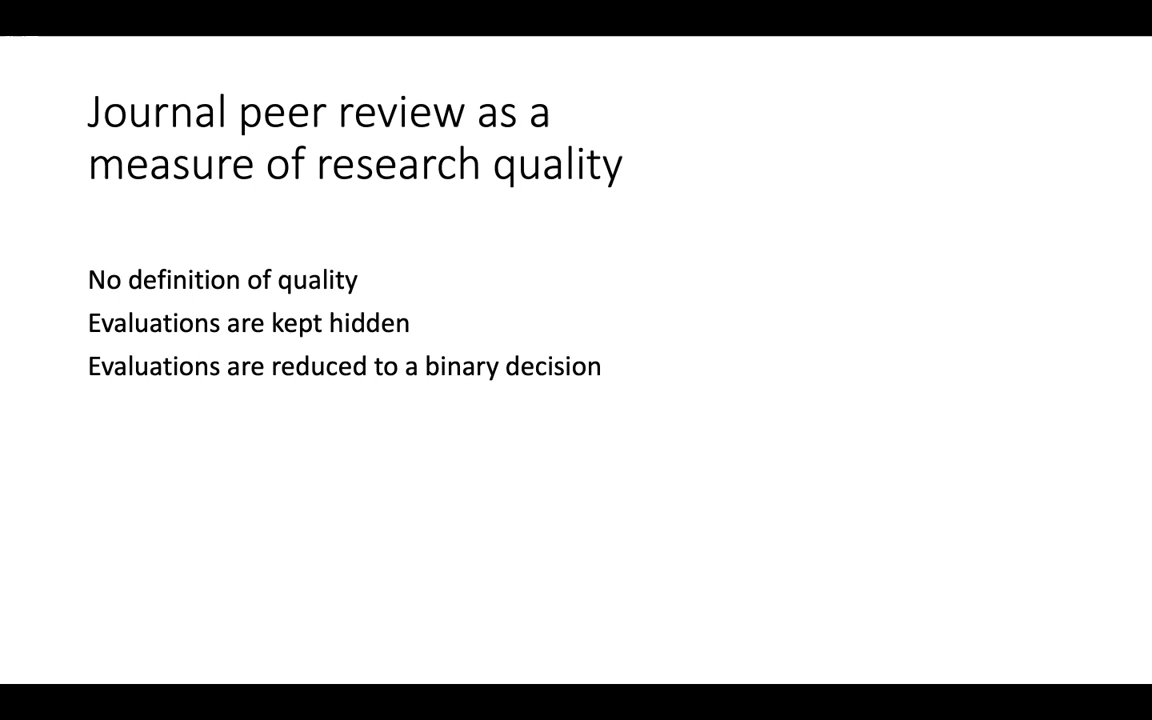 Journal peer review as a
measure of research quality
No definition of quality
Evaluations are kept hidden
Evaluations are reduced to a binary decision